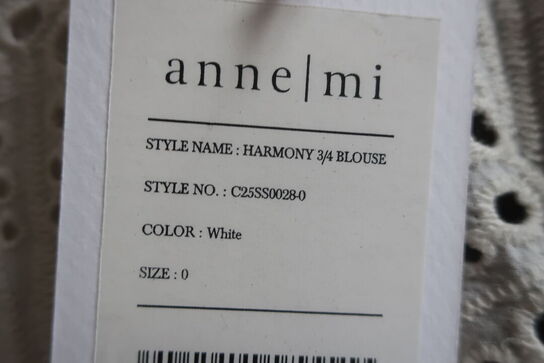 anne|mi
STYLE NAME : HARMONY 3/4 BLOUSE
STYLE NO. : C25SS0028-0
COLOR : White
SIZE : 0